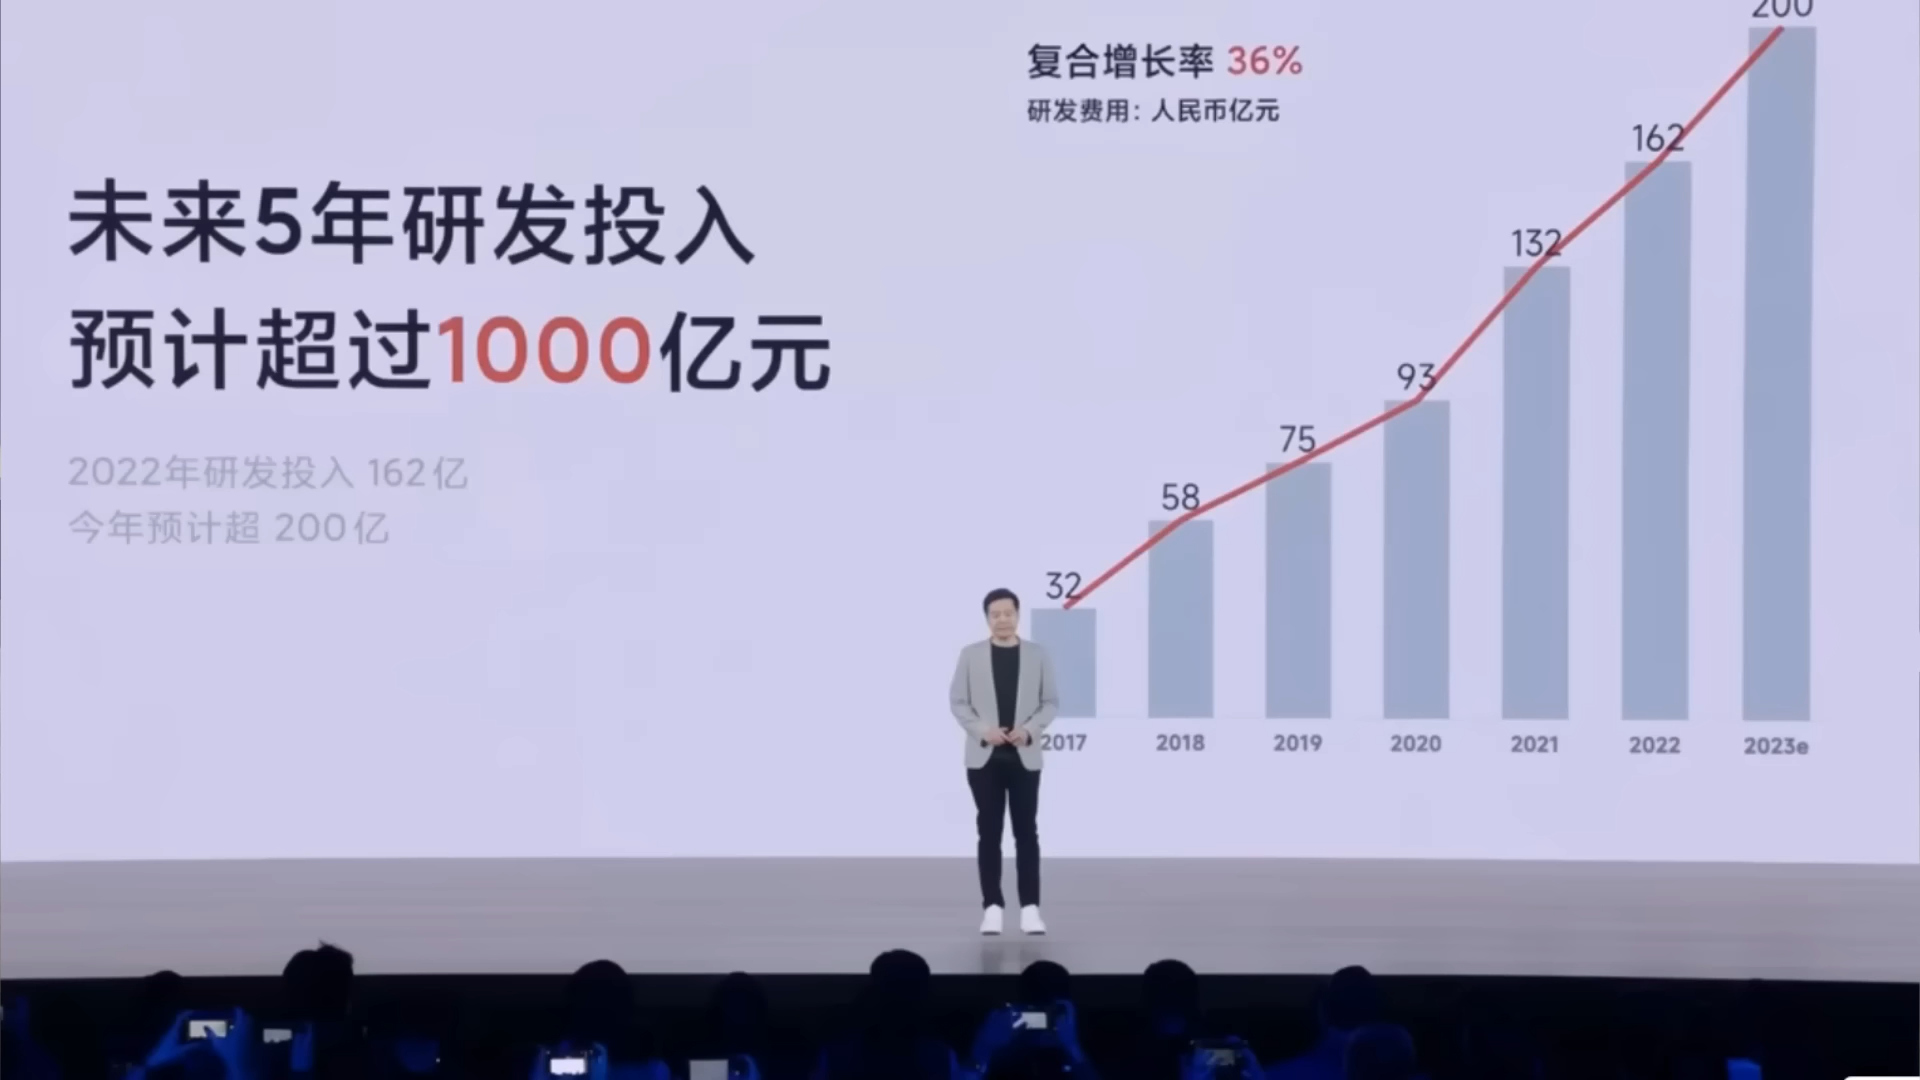 未来5年研发投入
预计超过1000亿元
2022年研发投入 162亿
今年预计超 200亿
复合增长率 36%
研发费用：人民币亿元
32
58
75
93
132
162
200
2017
2018
2019
2020
2021
2022
2023e